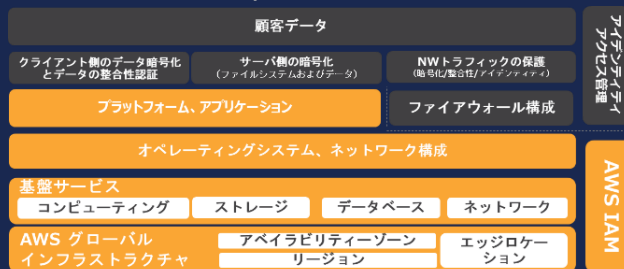 顧客データ
クライアント側のデータ暗号化
とデータの整合性認証
サーバ側の暗号化
（ファイルシステムおよびデータ）
NWトラフィックの保護
（暗号化/整合性/アイデンティティ）
アイデンティティ
アクセス管理
プラットフォーム、アプリケーション
ファイアウォール構成
オペレーティングシステム、ネットワーク構成
基盤サービス
コンピューティング
ストレージ
データベース
ネットワーク
AWS IAM
AWS グローバル
インフラストラクチャ
アベイラビリティーゾーン
リージョン
エッジロケー
ション